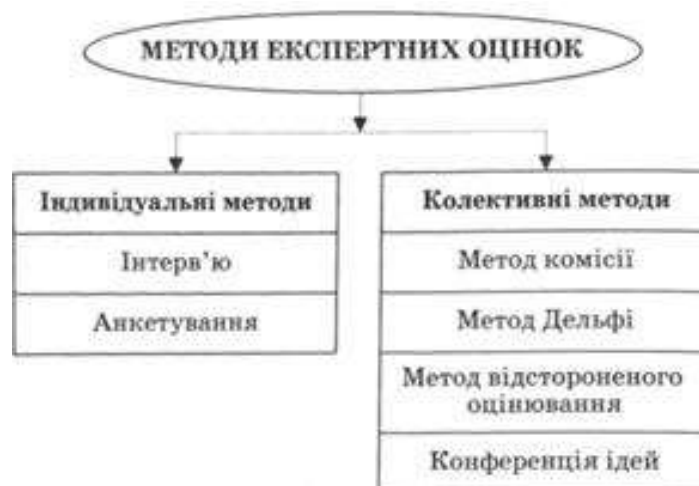 МЕТОДИ ЕКСПЕРТНИХ ОЦІНОК
Індивідуальні методи
Інтерв’ю
Анкетування
Колективні методи
Метод комісії
Метод Дельфі
Метод відстороненого
оцінювання
Конференція ідей